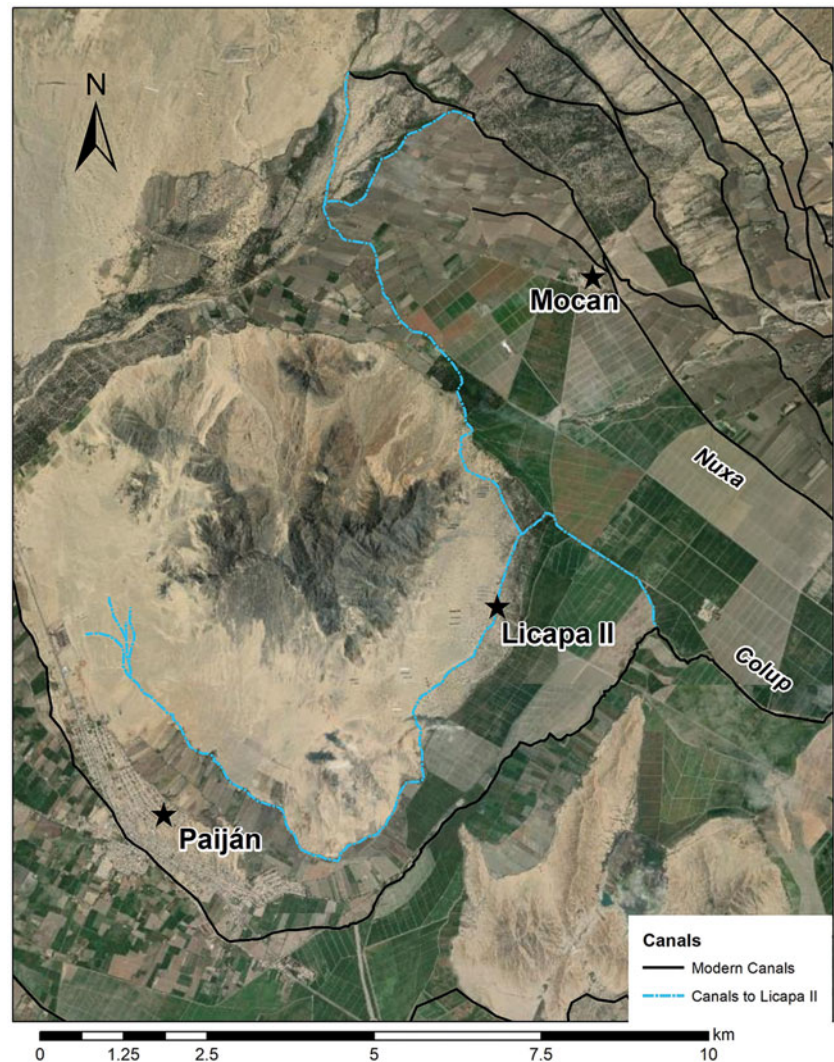 N
Mocan
Nuxa
Licapa II
Colup
Paiján
Canals
Modern Canals
Canals to Licapa II
km
0 1.25 2.5 5 7.5 10